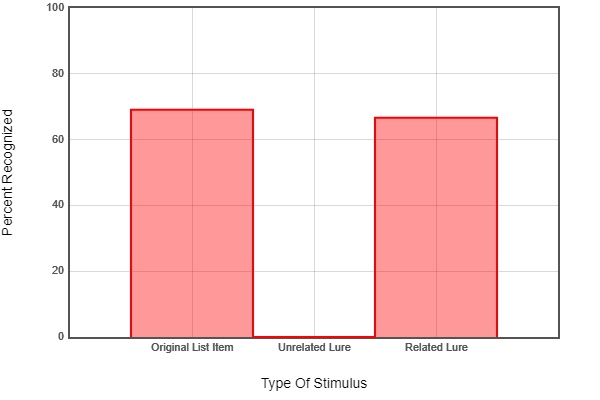 100
80
60
40
20
0
Percent Recognized
Original List Item
Unrelated Lure
Related Lure
Type Of Stimulus